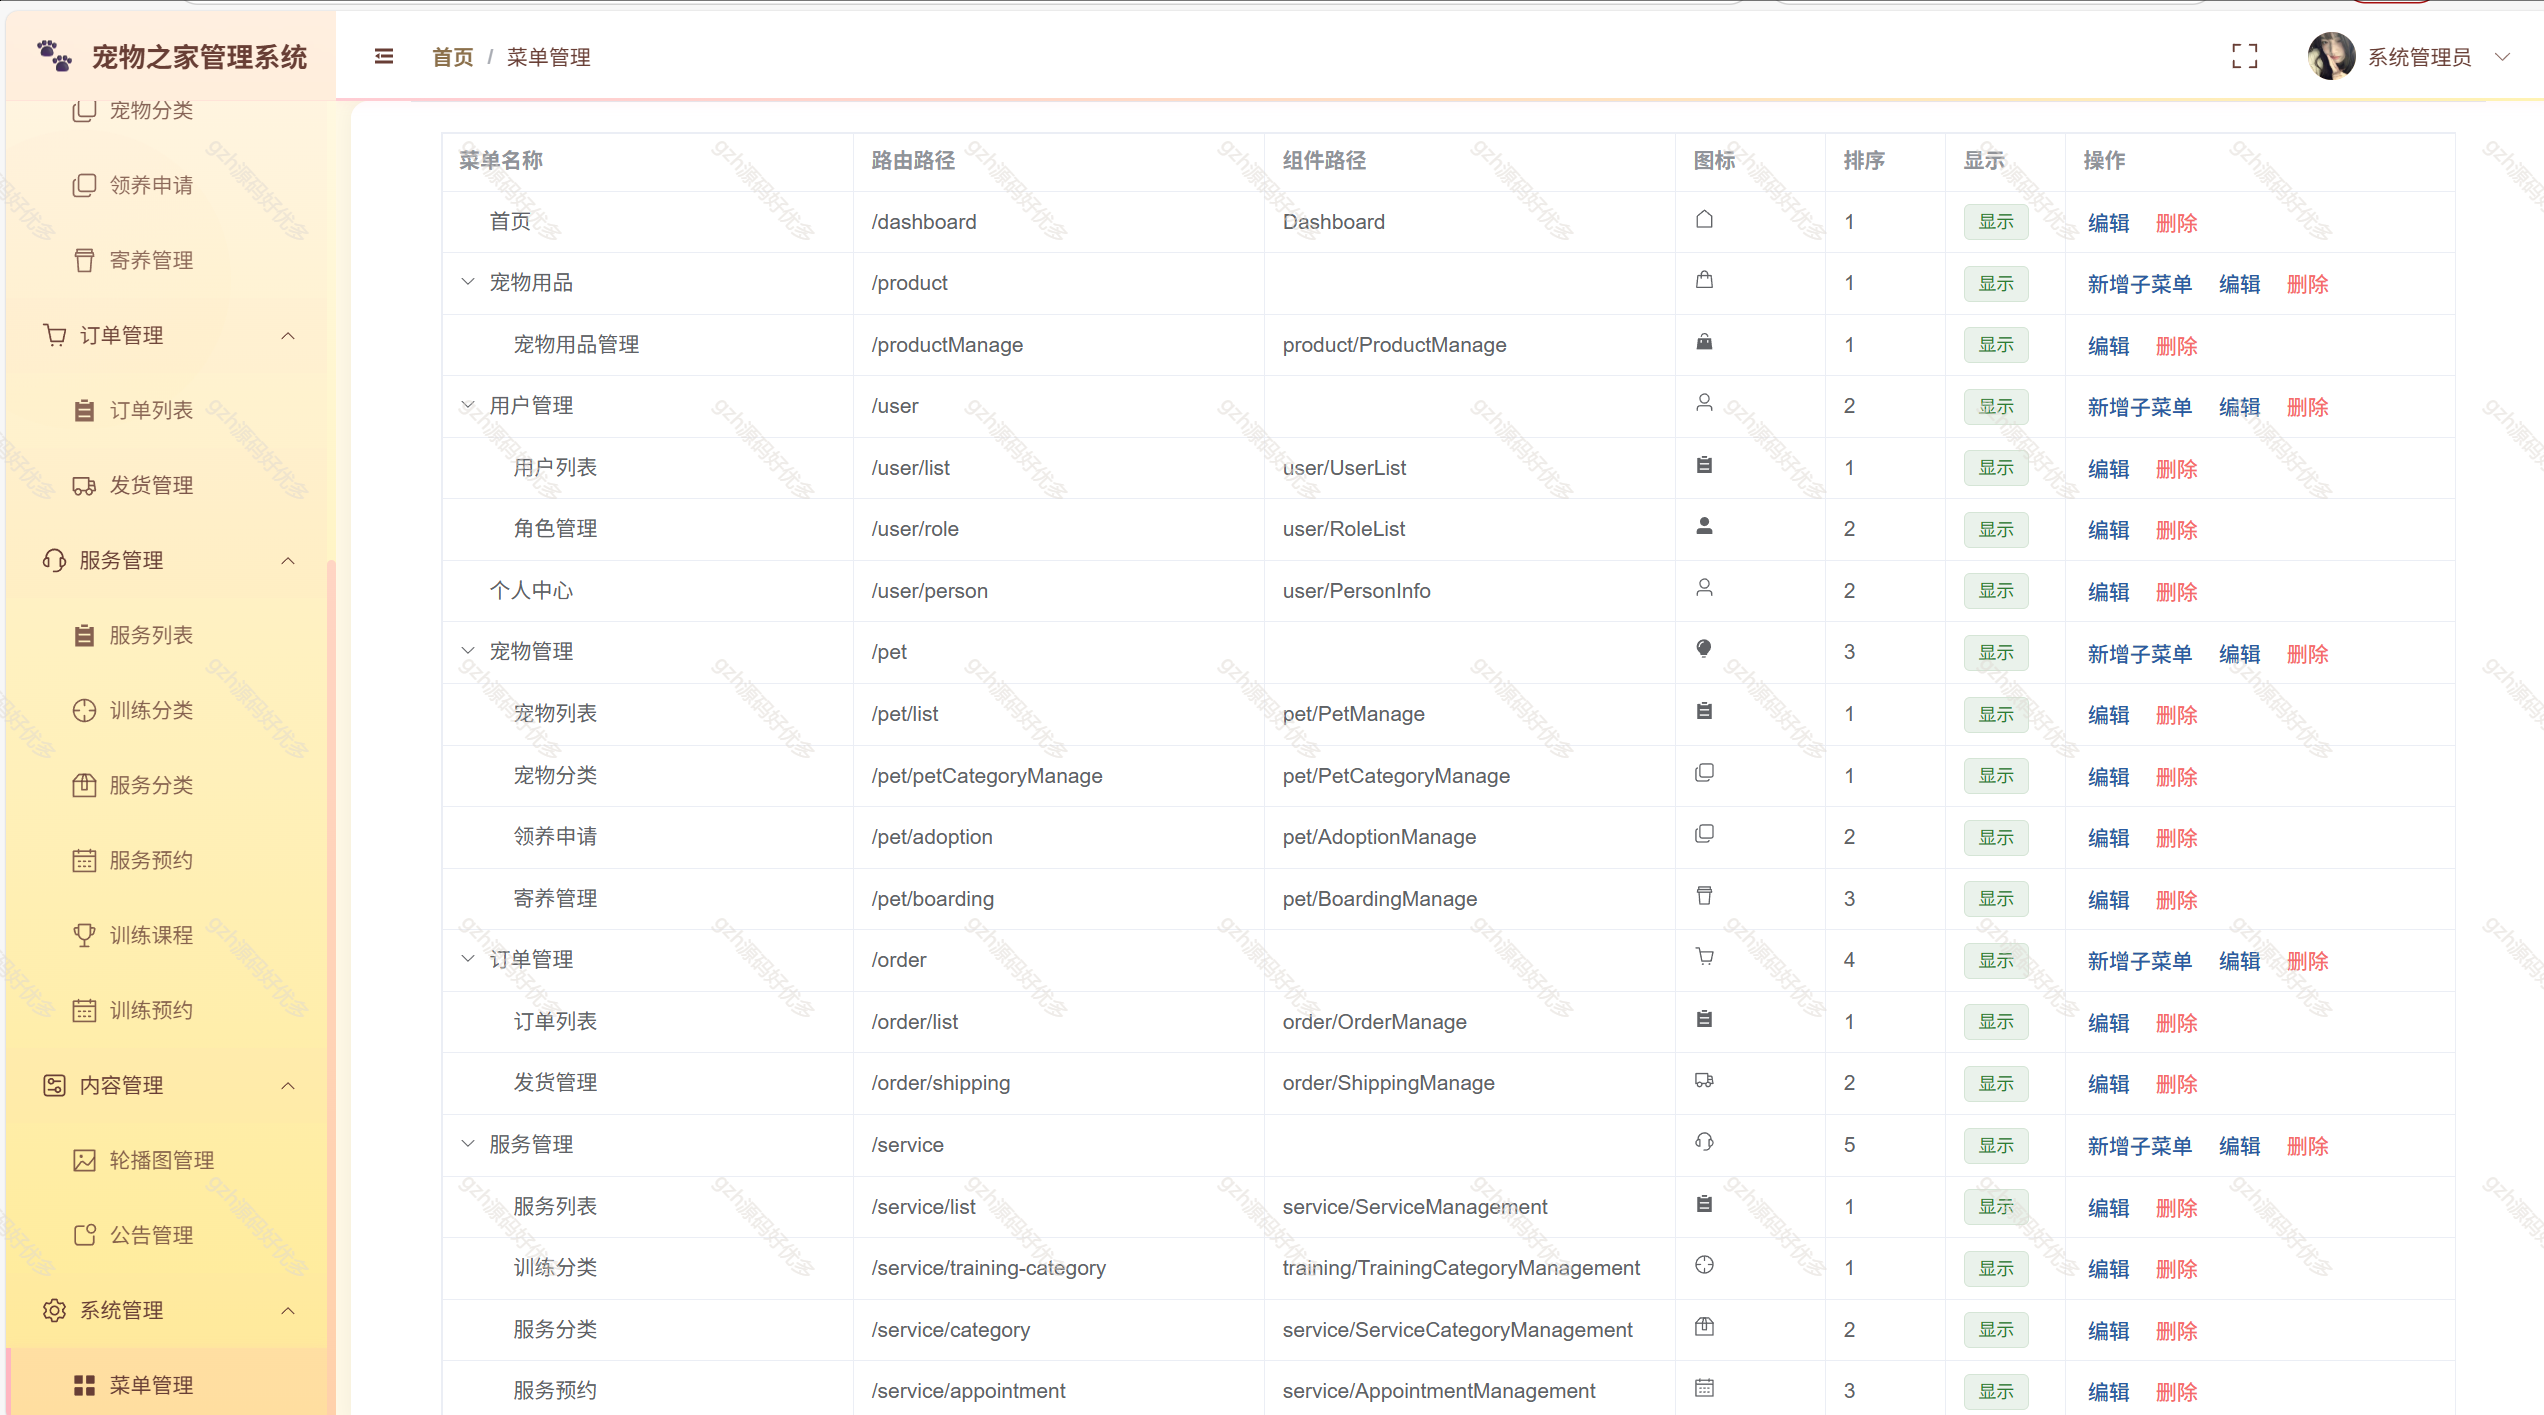 宠物之家管理系统
首页 / 菜单管理
系统管理员
宠物分类
领养申请
寄养管理
订单管理
订单列表
发货管理
服务管理
服务列表
训练分类
服务分类
服务预约
训练课程
训练预约
内容管理
轮播图管理
公告管理
系统管理
菜单管理
菜单名称 路由路径 组件路径 图标 排序 显示 操作
首页 /dashboard Dashboard 1 显示 编辑 删除
宠物用品 /product 1 显示 新增子菜单 编辑 删除
宠物用品管理 /productManage product/ProductManage 1 显示 编辑 删除
用户管理 /user 2 显示 新增子菜单 编辑 删除
用户列表 /user/list user/UserList 1 显示 编辑 删除
角色管理 /user/role user/RoleList 2 显示 编辑 删除
个人中心 /user/person user/PersonInfo 2 显示 编辑 删除
宠物管理 /pet 3 显示 新增子菜单 编辑 删除
宠物列表 /pet/list pet/PetManage 1 显示 编辑 删除
宠物分类 /pet/petCategoryManage pet/PetCategoryManage 1 显示 编辑 删除
领养申请 /pet/adoption pet/AdoptionManage 2 显示 编辑 删除
寄养管理 /pet/boarding pet/BoardingManage 3 显示 编辑 删除
订单管理 /order 4 显示 新增子菜单 编辑 删除
订单列表 /order/list order/OrderManage 1 显示 编辑 删除
发货管理 /order/shipping order/ShippingManage 2 显示 编辑 删除
服务管理 /service 5 显示 新增子菜单 编辑 删除
服务列表 /service/list service/ServiceManagement 1 显示 编辑 删除
训练分类 /service/training-category training/TrainingCategoryManagement 1 显示 编辑 删除
服务分类 /service/category service/ServiceCategoryManagement 2 显示 编辑 删除
服务预约 /service/appointment service/AppointmentManagement 3 显示 编辑 删除
gzh源码好优多